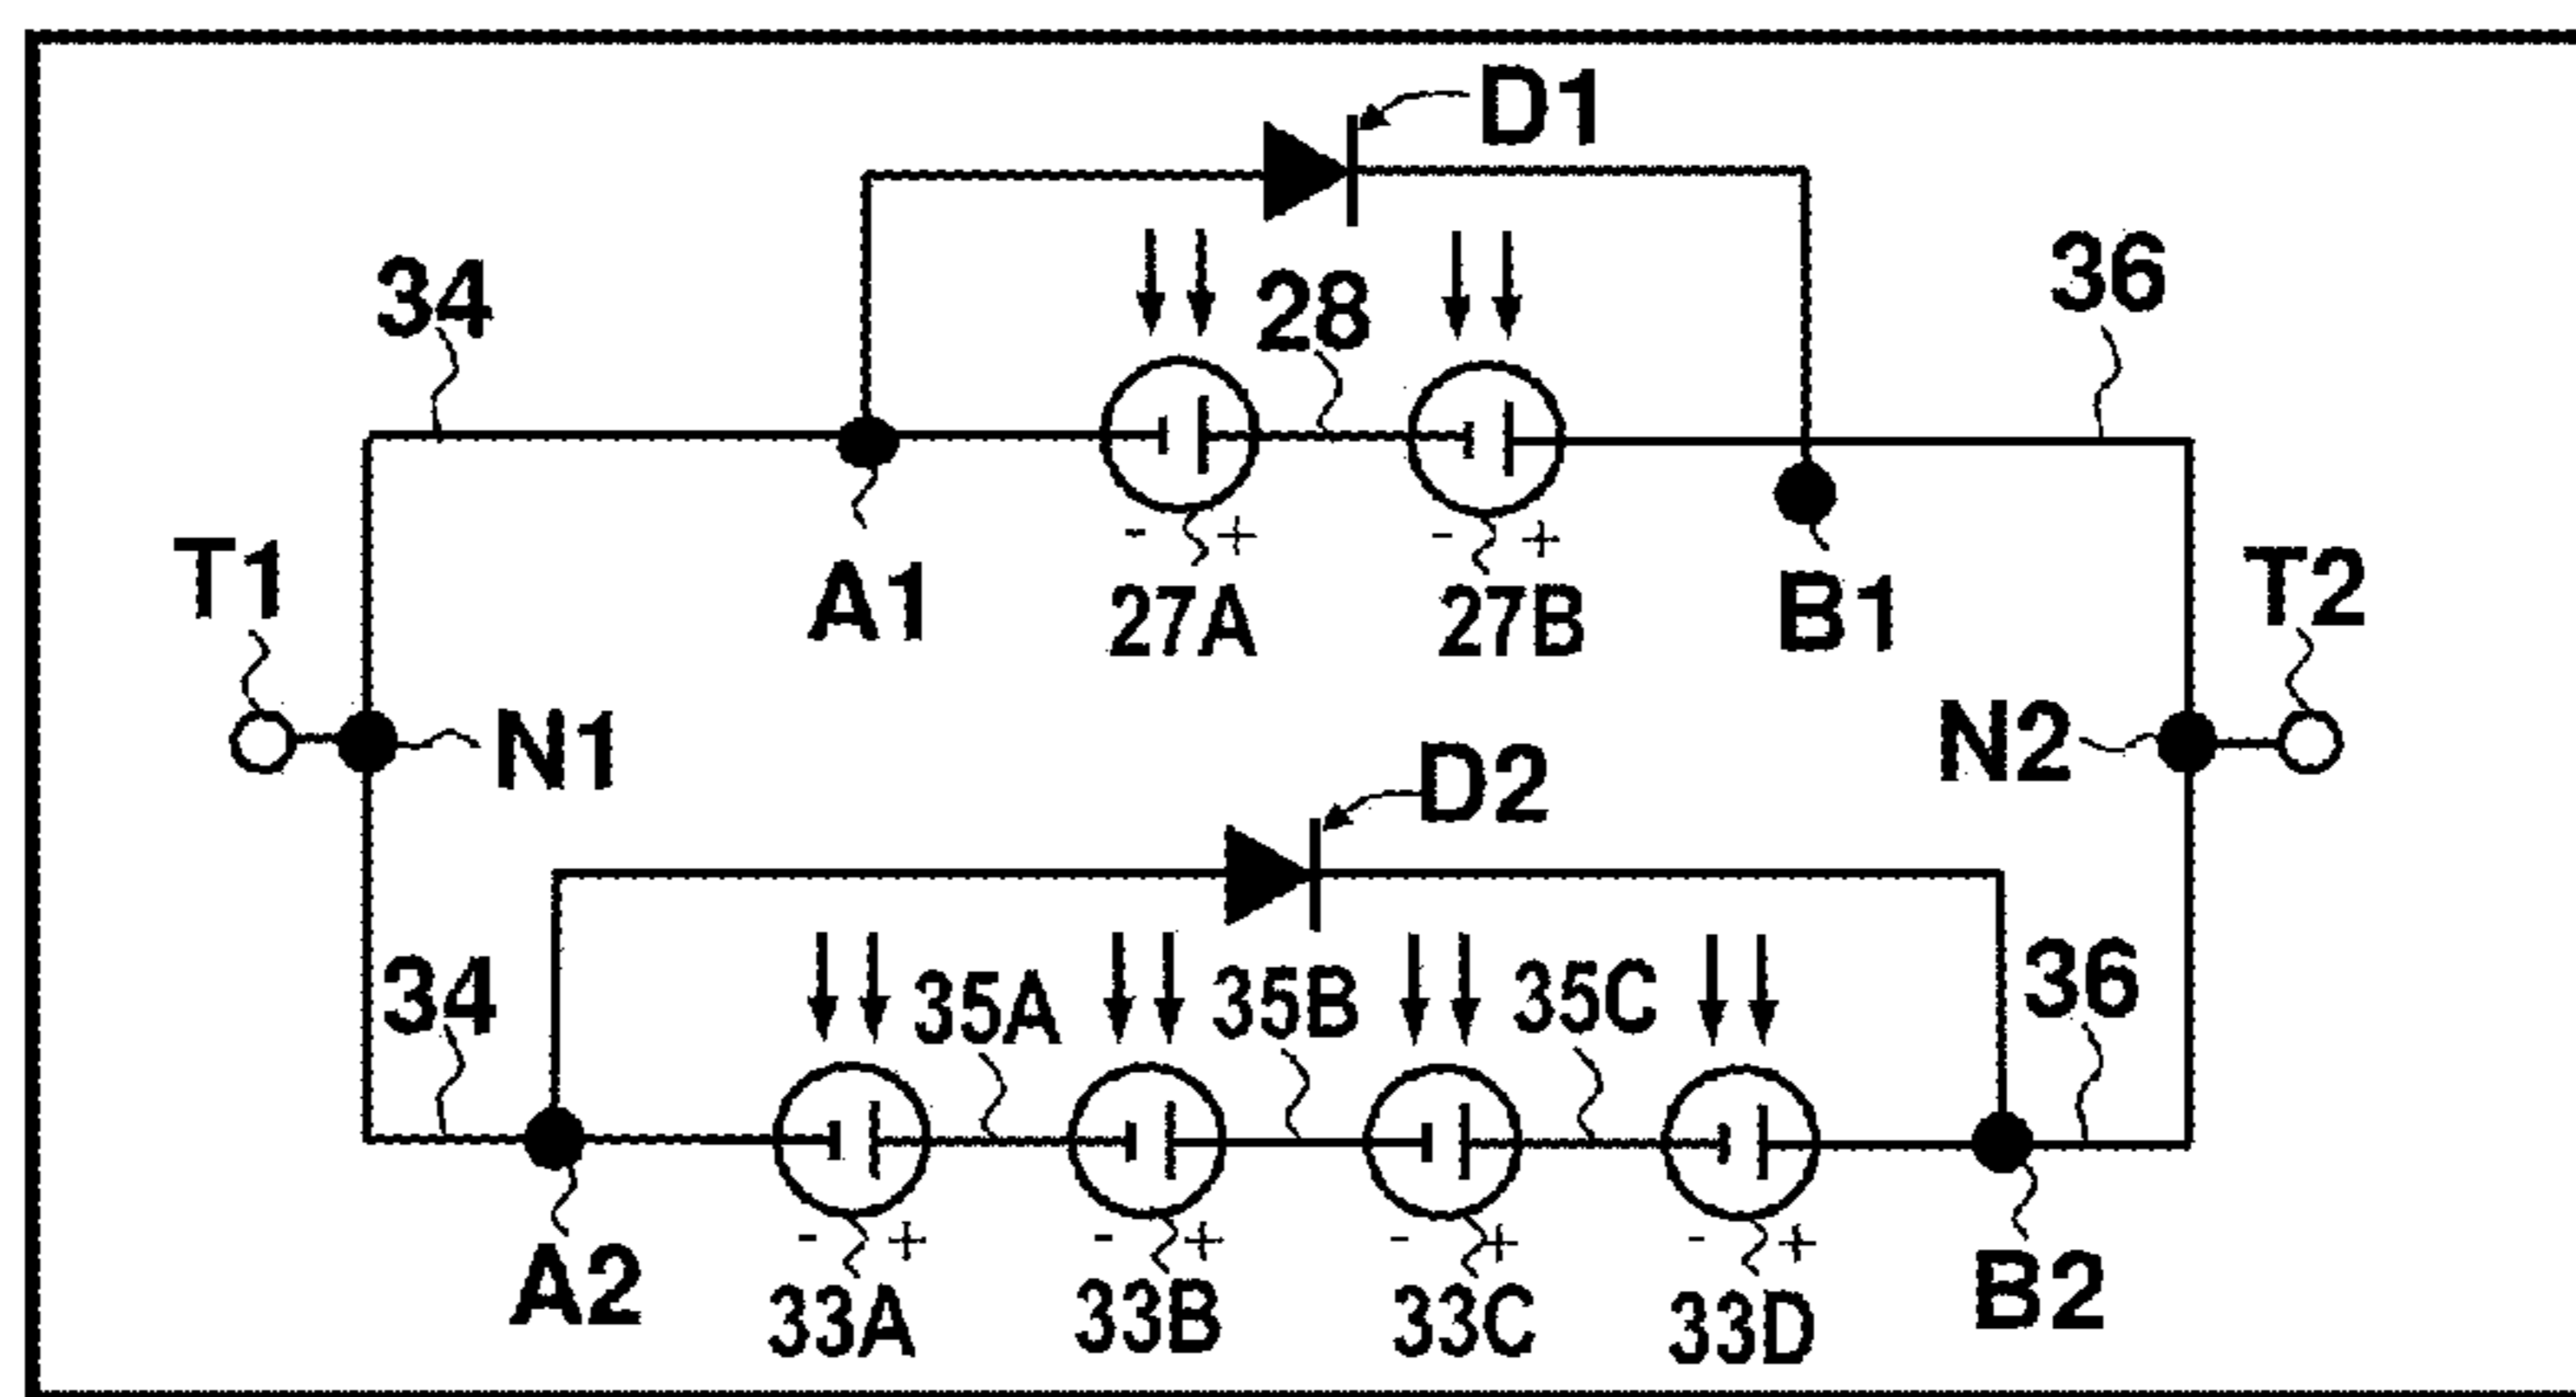 D1
34
28
36
- +
- +
A1
27A
27B
B1
T1
T2
N1
N2
D2
34
35A
35B
35C
36
- +
- +
- +
- +
A2
33A
33B
33C
33D
B2